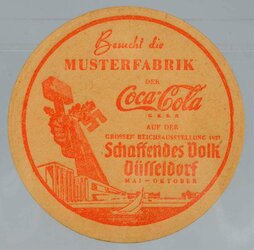 Besucht die
MUSTERFABRIK
DER
Coca-Cola
G.M.B.H.
AUF DER
GROSSEN REICHSAUSSTELLUNG 1937
Schaffendes Volk
Düsseldorf
MAI-OKTOBER